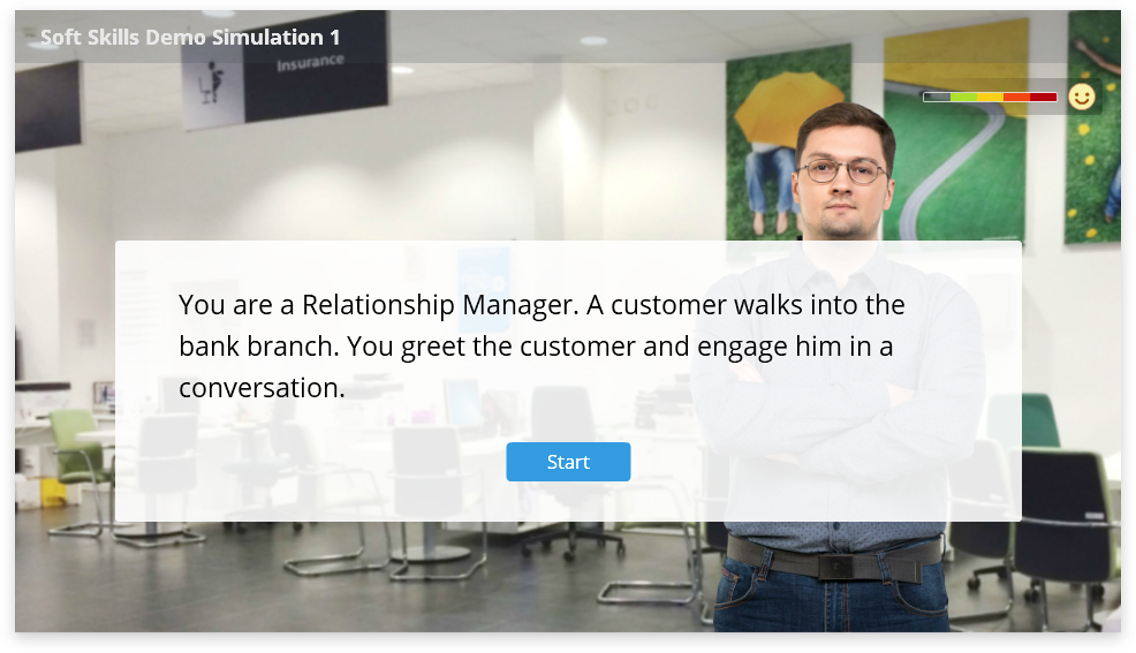 Soft Skills Demo Simulation 1
Insurance
You are a Relationship Manager. A customer walks into the
bank branch. You greet the customer and engage him in a
conversation.
Start